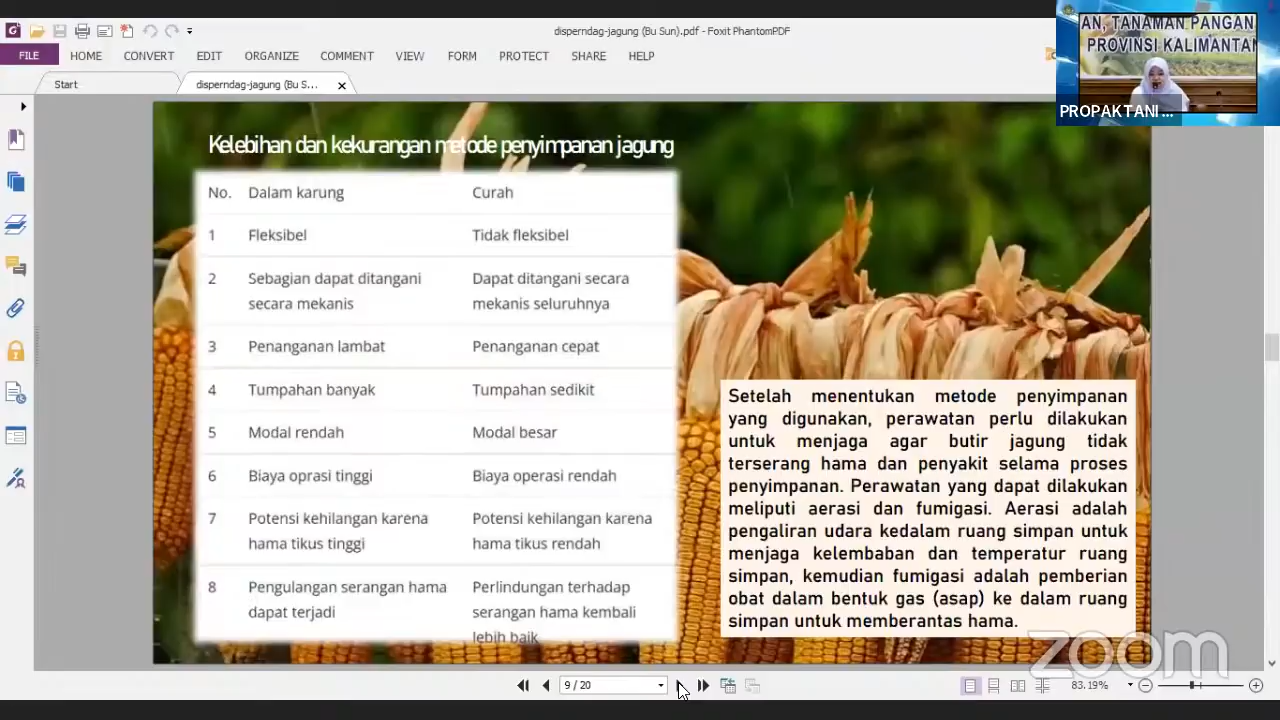 disperndag-jagung (Bu Sun).pdf - Foxit PhantomPDF
FILE HOME CONVERT EDIT ORGANIZE COMMENT VIEW FORM PROTECT SHARE HELP
Start disperndag-jagung (Bu S...
AN, TANAMAN PANGAN
PROVINSI KALIMANTAN
PROPAKTANI ...
Kelebihan dan kekurangan metode penyimpanan jagung
No. Dalam karung Curah
1 Fleksibel Tidak fleksibel
2 Sebagian dapat ditangani Dapat ditangani secara
secara mekanis mekanis seluruhnya
3 Penanganan lambat Penanganan cepat
4 Tumpahan banyak Tumpahan sedikit
5 Modal rendah Modal besar
6 Biaya oprasi tinggi Biaya operasi rendah
7 Potensi kehilangan karena Potensi kehilangan karena
hama tikus tinggi hama tikus rendah
8 Pengulangan serangan hama Perlindungan terhadap
dapat terjadi serangan hama kembali
lebih baik
Setelah menentukan metode penyimpanan
yang digunakan, perawatan perlu dilakukan
untuk menjaga agar butir jagung tidak
terserang hama dan penyakit selama proses
penyimpanan. Perawatan yang dapat dilakukan
meliputi aerasi dan fumigasi. Aerasi adalah
pengaliran udara kedalam ruang simpan untuk
menjaga kelembaban dan temperatur ruang
simpan, kemudian fumigasi adalah pemberian
obat dalam bentuk gas (asap) ke dalam ruang
simpan untuk memberantas hama.
zoom
9 / 20
83.19%